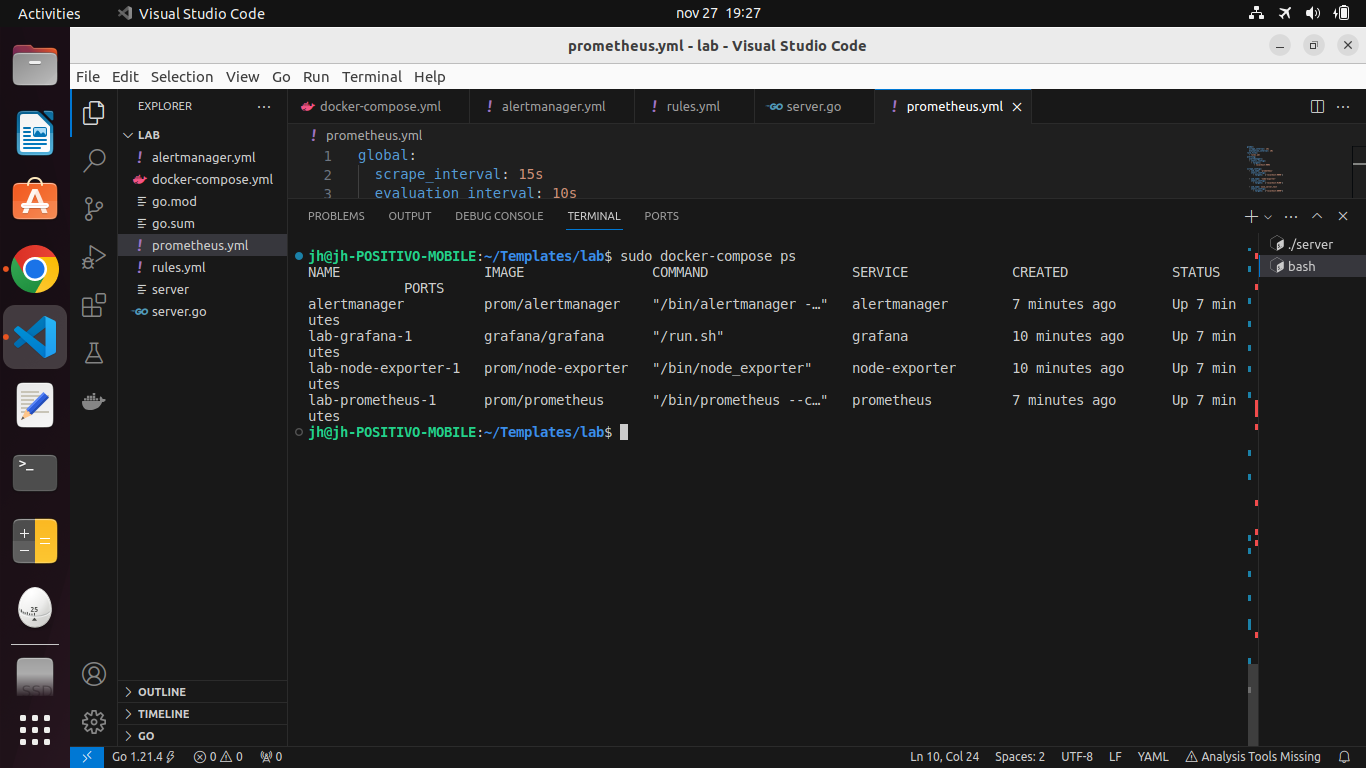 Activities Visual Studio Code nov 27 19:27
prometheus.yml - lab - Visual Studio Code
File Edit Selection View Go Run Terminal Help
EXPLORER
LAB
alertmanager.yml
docker-compose.yml
go.mod
go.sum
prometheus.yml
rules.yml
server
server.go
OUTLINE
TIMELINE
GO
docker-compose.yml alertmanager.yml rules.yml server.go prometheus.yml
prometheus.yml
1 global:
2 scrape_interval: 15s
3 evaluation_interval: 10s
PROBLEMS OUTPUT DEBUG CONSOLE TERMINAL PORTS
jh@jh-POSITIVO-MOBILE:~/Templates/lab$ sudo docker-compose ps
NAME IMAGE COMMAND SERVICE CREATED STATUS
PORTS
alertmanager prom/alertmanager "/bin/alertmanager -…" alertmanager 7 minutes ago Up 7 min
utes
lab-grafana-1 grafana/grafana "/run.sh" grafana 10 minutes ago Up 7 min
utes
lab-node-exporter-1 prom/node-exporter "/bin/node_exporter" node-exporter 10 minutes ago Up 7 min
utes
lab-prometheus-1 prom/prometheus "/bin/prometheus --c…" prometheus 7 minutes ago Up 7 min
utes
jh@jh-POSITIVO-MOBILE:~/Templates/lab$
./server
bash
Go 1.21.4 0 0 0 Ln 10, Col 24 Spaces: 2 UTF-8 LF YAML Analysis Tools Missing